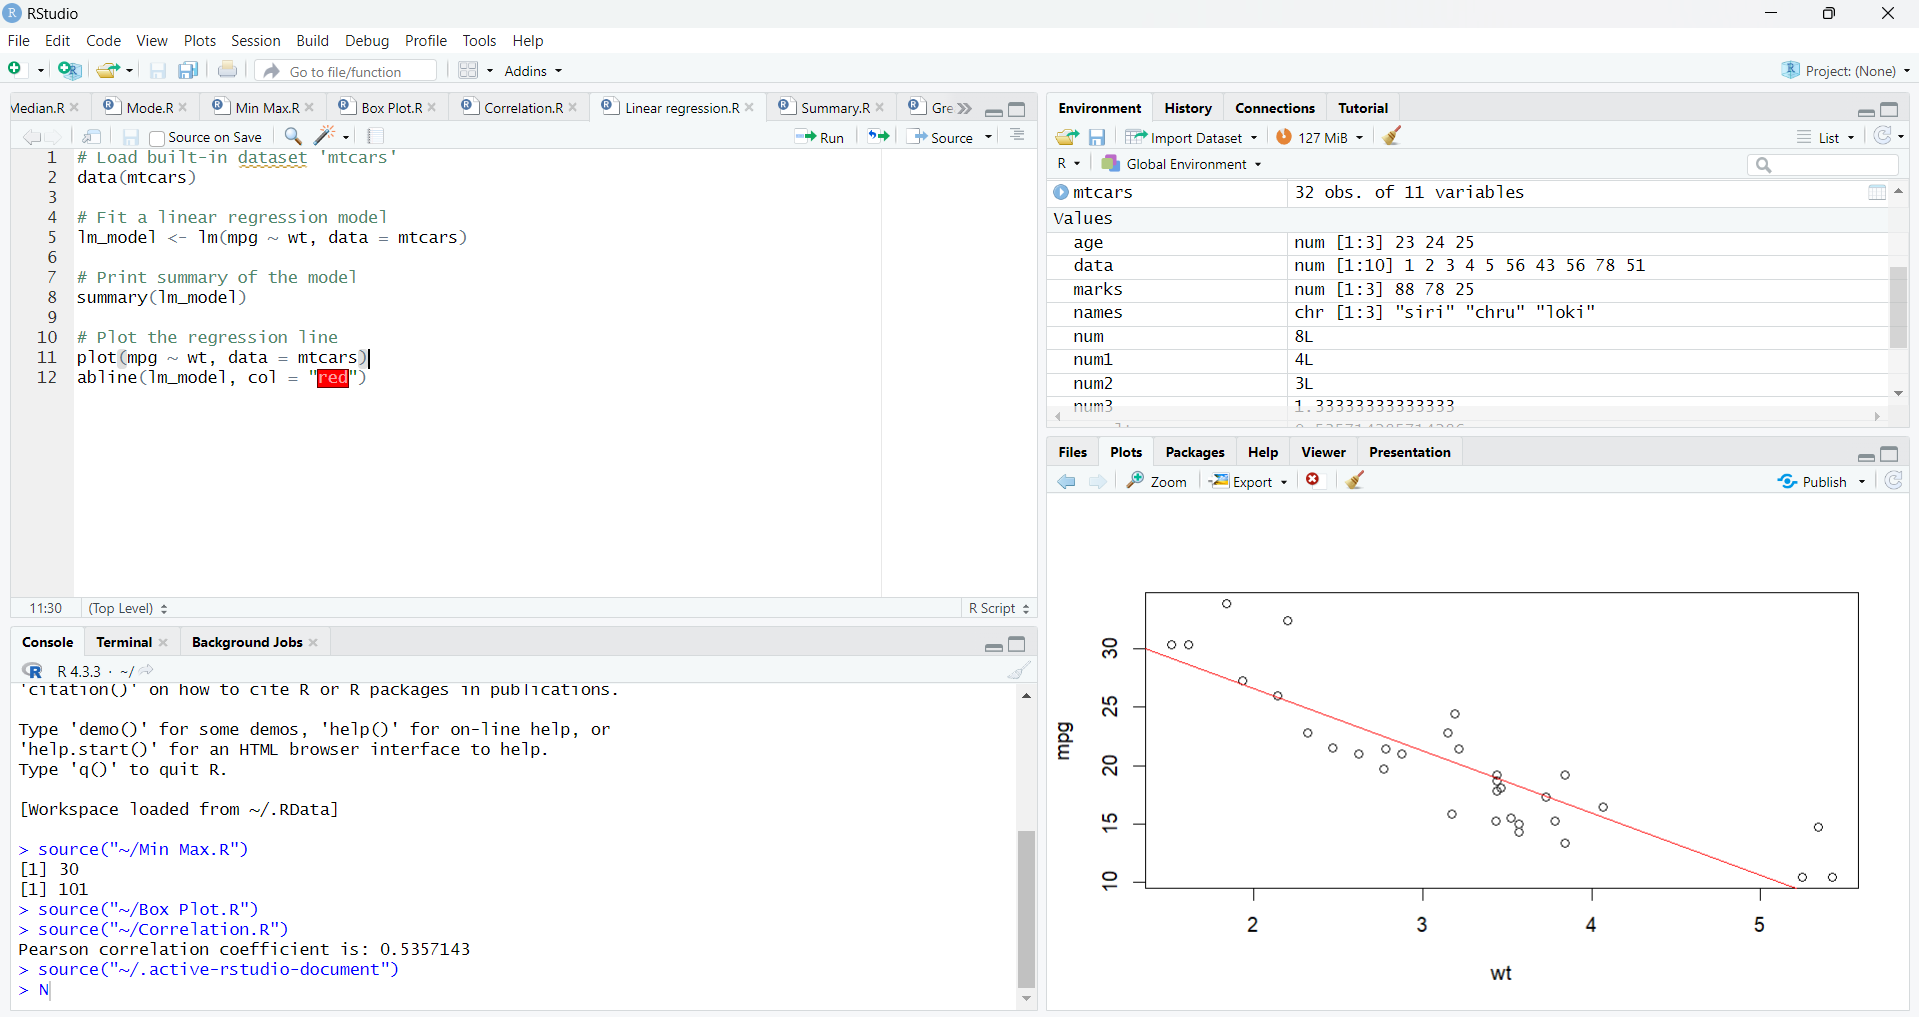 RStudio
File Edit Code View Plots Session Build Debug Profile Tools Help
Go to file/function Addins Project: (None)
Median.R Mode.R Min Max.R Box Plot.R Correlation.R Linear regression.R Summary.R Gre
Source on Save Run Source
1 # Load built-in dataset 'mtcars'
2 data(mtcars)
3
4 # Fit a linear regression model
5 lm_model <- lm(mpg ~ wt, data = mtcars)
6
7 # Print summary of the model
8 summary(lm_model)
9
10 # Plot the regression line
11 plot(mpg ~ wt, data = mtcars)
12 abline(lm_model, col = "red")
11:30 (Top Level) R Script
Console Terminal Background Jobs
R 4.3.3 · ~/
'citation()' on how to cite R or R packages in publications.
Type 'demo()' for some demos, 'help()' for on-line help, or
'help.start()' for an HTML browser interface to help.
Type 'q()' to quit R.
[Workspace loaded from ~/.RData]
> source("~/Min Max.R")
[1] 30
[1] 101
> source("~/Box Plot.R")
> source("~/Correlation.R")
Pearson correlation coefficient is: 0.5357143
> source("~/.active-rstudio-document")
> N
Environment History Connections Tutorial
Import Dataset 127 MiB List
R Global Environment
mtcars 32 obs. of 11 variables
Values
age num [1:3] 23 24 25
data num [1:10] 1 2 3 4 5 56 43 56 78 51
marks num [1:3] 88 78 25
names chr [1:3] "siri" "chru" "loki"
num 8L
num1 4L
num2 3L
num3 1.33333333333333
Files Plots Packages Help Viewer Presentation
Zoom Export Publish
mpg
30
25
20
15
10
2 3 4 5
wt